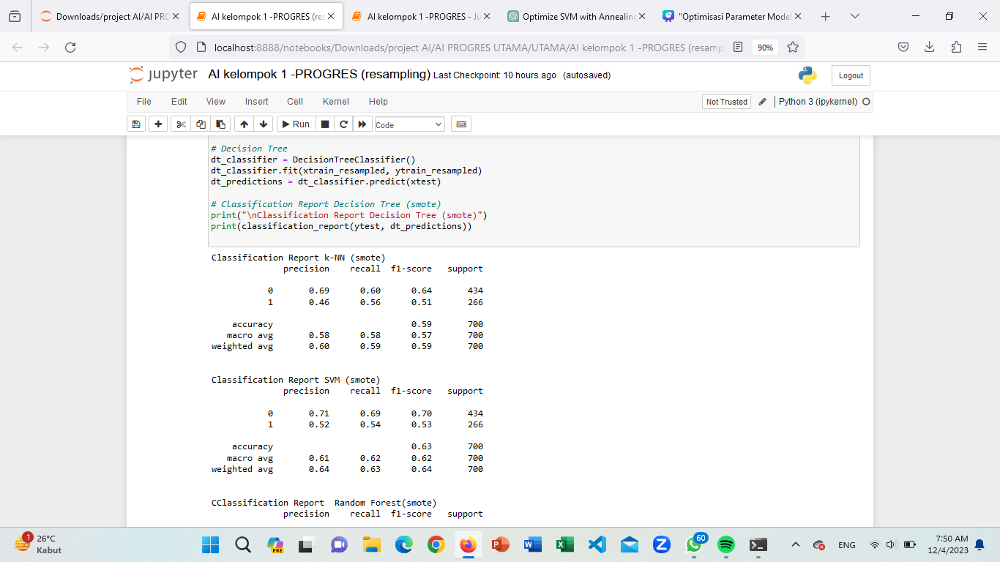 Downloads/project AI/AI PRO
AI kelompok 1 -PROGRES (res
AI kelompok 1 -PROGRES - Ju
Optimize SVM with Annealing
"Optimisasi Parameter Model
localhost:8888/notebooks/Downloads/project AI/AI PROGRES UTAMA/UTAMA/AI kelompok 1 -PROGRES (resamp
90%
jupyter AI kelompok 1 -PROGRES (resampling) Last Checkpoint: 10 hours ago (autosaved)
Logout
File Edit View Insert Cell Kernel Help
Not Trusted
Python 3 (ipykernel)
Run
Code
# Decision Tree
dt_classifier = DecisionTreeClassifier()
dt_classifier.fit(xtrain_resampled, ytrain_resampled)
dt_predictions = dt_classifier.predict(xtest)
# Classification Report Decision Tree (smote)
print("\nClassification Report Decision Tree (smote)")
print(classification_report(ytest, dt_predictions))
Classification Report k-NN (smote)
precision recall f1-score support
0 0.69 0.60 0.64 434
1 0.46 0.56 0.51 266
accuracy 0.59 700
macro avg 0.58 0.58 0.57 700
weighted avg 0.60 0.59 0.59 700
Classification Report SVM (smote)
precision recall f1-score support
0 0.71 0.69 0.70 434
1 0.52 0.54 0.53 266
accuracy 0.63 700
macro avg 0.61 0.62 0.62 700
weighted avg 0.64 0.63 0.64 700
CClassification Report  Random Forest(smote)
precision recall f1-score support
1
26°C
Kabut
PRE
60
ENG
7:50 AM
12/4/2023